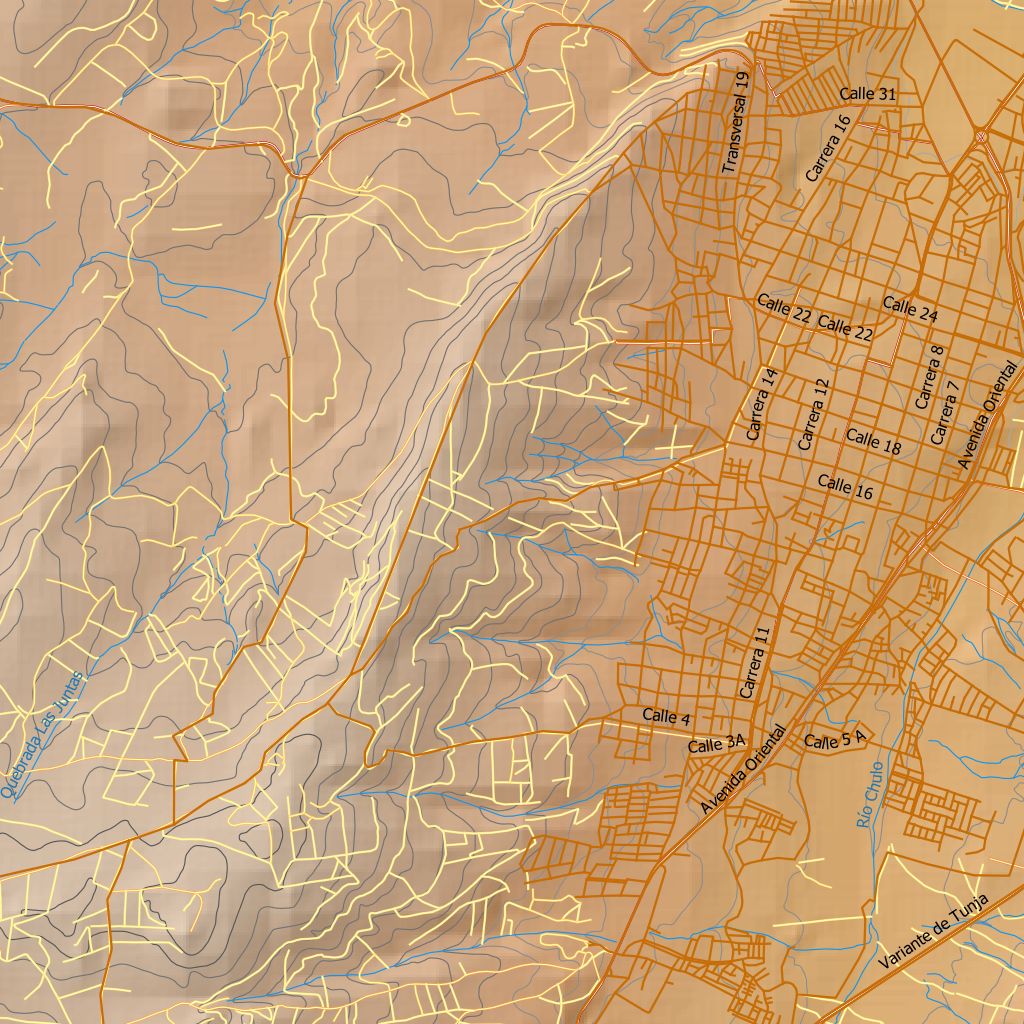 Calle 31
Transversal 19
Carrera 16
Calle 22
Calle 24
Calle 22
Carrera 8
Carrera 14
Carrera 12
Carrera 7
Avenida Oriental
Calle 18
Calle 16
Carrera 11
Quebrada Las Juntas
Calle 4
Calle 3A
Calle 5 A
Avenida Oriental
Río Chulo
Variante de Tunja